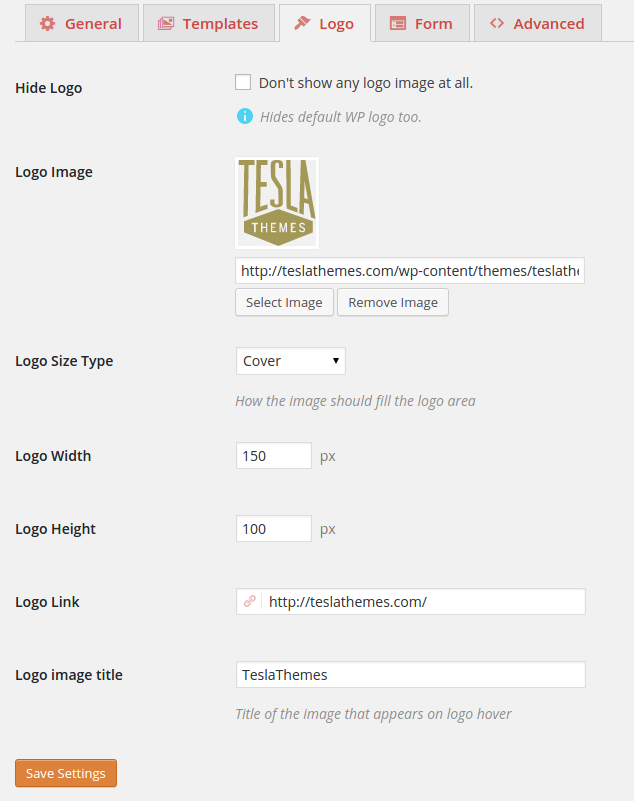 General Templates Logo Form Advanced
Hide Logo Don't show any logo image at all.
Hides default WP logo too.
Logo Image
TESLA
THEMES
http://teslathemes.com/wp-content/themes/teslathe
Select Image Remove Image
Logo Size Type Cover
How the image should fill the logo area
Logo Width 150 px
Logo Height 100 px
Logo Link http://teslathemes.com/
Logo image title TeslaThemes
Title of the image that appears on logo hover
Save Settings